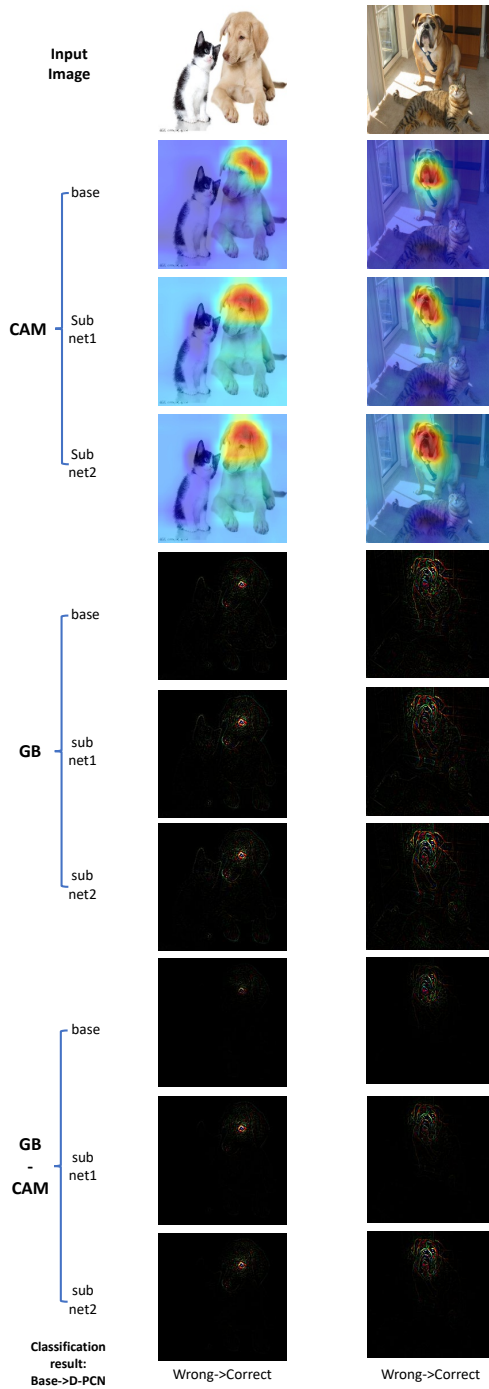 Input
Image
CAM
base
Sub
net1
Sub
net2
GB
base
sub
net1
sub
net2
GB
-
CAM
base
sub
net1
sub
net2
Classification
result:
Base->D-PCN
Wrong->Correct
Wrong->Correct